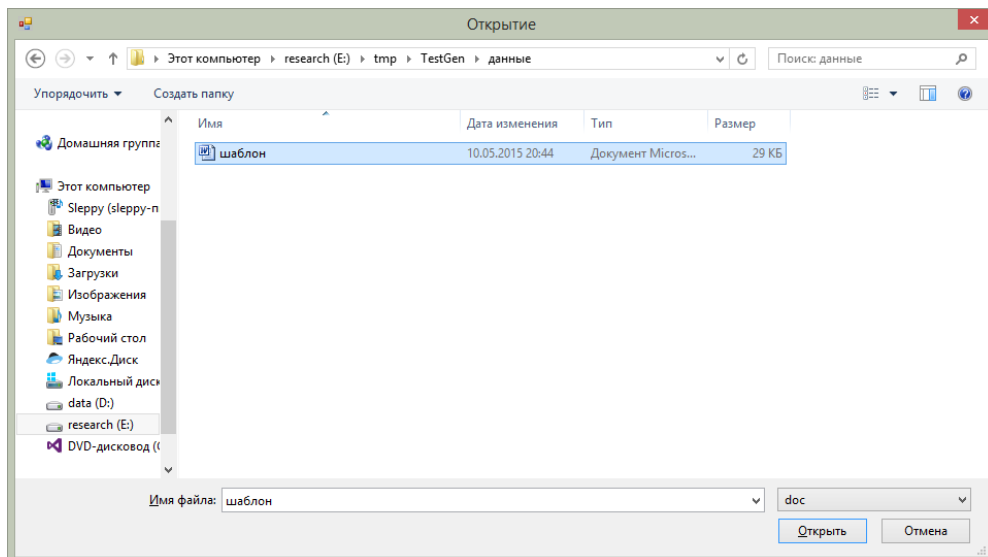 Открытие
Этот компьютер research (E:) tmp TestGen данные Поиск: данные
Упорядочить Создать папку
Имя Дата изменения Тип Размер
Домашняя группа
шаблон 10.05.2015 20:44 Документ Micros... 29 КБ
Этот компьютер
Sleppy (sleppy-п
Видео
Документы
Загрузки
Изображения
Музыка
Рабочий стол
Яндекс.Диск
Локальный диск
data (D:)
research (E:)
DVD-дисковод (
Имя файла: шаблон doc
Открыть Отмена